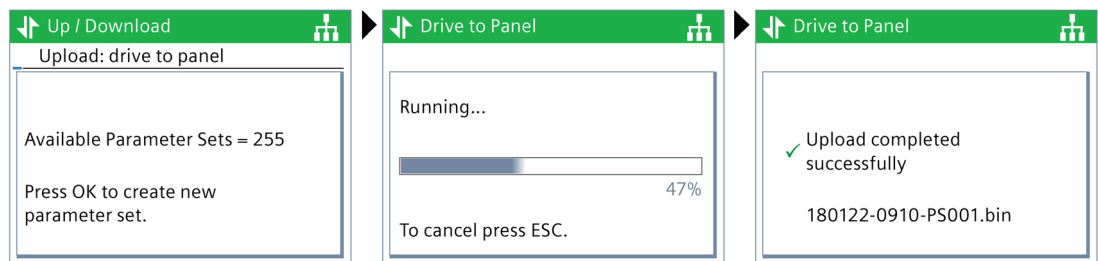 Up / Download
Upload: drive to panel
Available Parameter Sets = 255
Press OK to create new
parameter set.
Drive to Panel
Running...
47%
To cancel press ESC.
Drive to Panel
Upload completed
successfully
180122-0910-PS001.bin